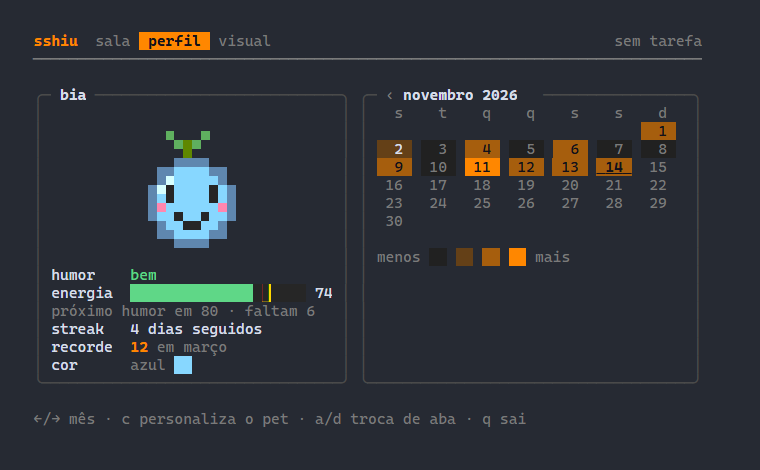 sshiu sala perfil visual sem tarefa
bia
humor bem
energia 74
próximo humor em 80 · faltam 6
streak 4 dias seguidos
recorde 12 em março
cor azul
‹ novembro 2026
s t q q s s d
1
2 3 4 5 6 7 8
9 10 11 12 13 14 15
16 17 18 19 20 21 22
23 24 25 26 27 28 29
30
menos mais
←/→ mês · c personaliza o pet · a/d troca de aba · q sai